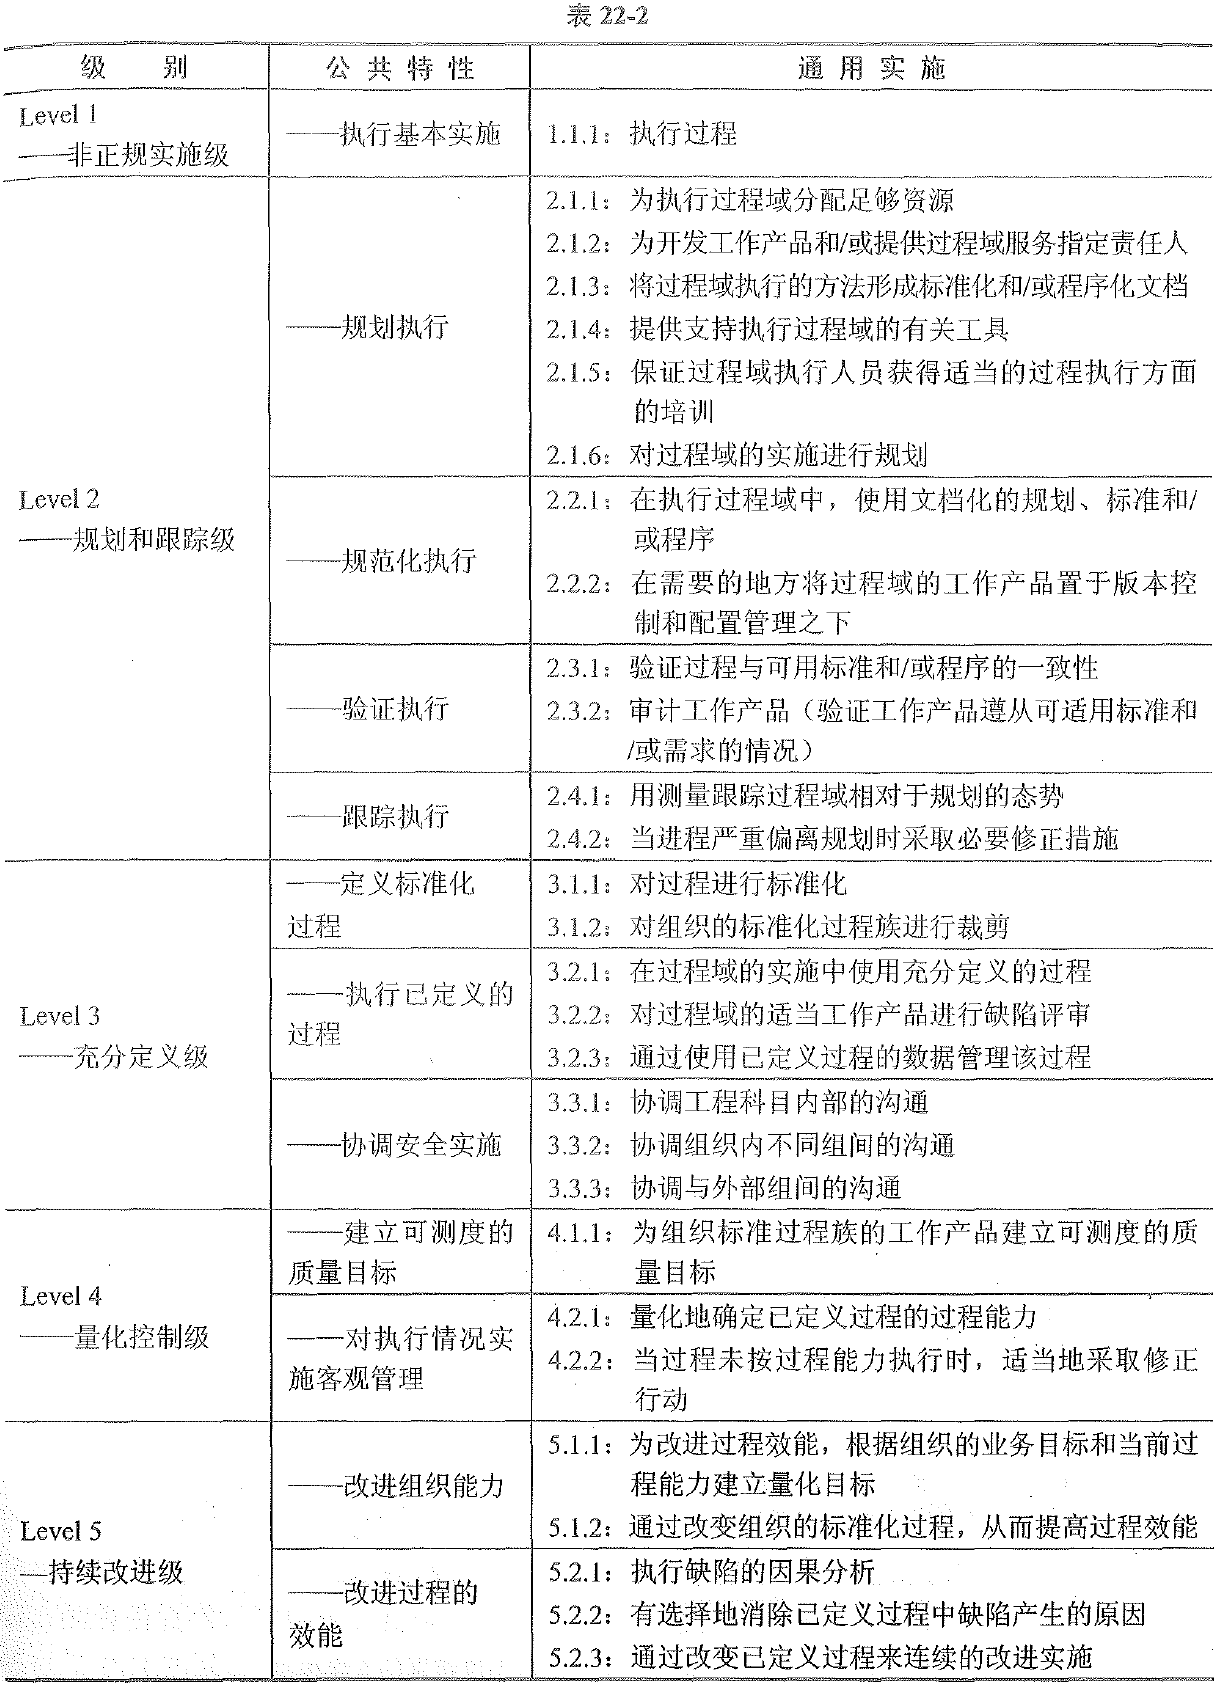 表 22-2
级 别 公 共 特 性 通 用 实 施
Level 1
——非正规实施级
——执行基本实施
1.1.1：执行过程
Level 2
——规划和跟踪级
——规划执行
2.1.1：为执行过程域分配足够资源
2.1.2：为开发工作产品和/或提供过程域服务指定责任人
2.1.3：将过程域执行的方法形成标准化和/或程序化文档
2.1.4：提供支持执行过程域的有关工具
2.1.5：保证过程域执行人员获得适当的过程执行方面
的培训
2.1.6：对过程域的实施进行规划
——规范化执行
2.2.1：在执行过程域中，使用文档化的规划、标准和/
或程序
2.2.2：在需要的地方将过程域的工作产品置于版本控
制和配置管理之下
——验证执行
2.3.1：验证过程与可用标准和/或程序的一致性
2.3.2：审计工作产品（验证工作产品遵从可适用标准和
/或需求的情况）
——跟踪执行
2.4.1：用测量跟踪过程域相对于规划的态势
2.4.2：当进程严重偏离规划时采取必要修正措施
Level 3
——充分定义级
——定义标准化
过程
3.1.1：对过程进行标准化
3.1.2：对组织的标准化过程族进行裁剪
——执行已定义的
过程
3.2.1：在过程域的实施中使用充分定义的过程
3.2.2：对过程域的适当工作产品进行缺陷评审
3.2.3：通过使用已定义过程的数据管理该过程
——协调安全实施
3.3.1：协调工程科目内部的沟通
3.3.2：协调组织内不同组间的沟通
3.3.3：协调与外部组间的沟通
Level 4
——量化控制级
——建立可测度的
质量目标
4.1.1：为组织标准过程族的工作产品建立可测度的质
量目标
——对执行情况实
施客观管理
4.2.1：量化地确定已定义过程的过程能力
4.2.2：当过程未按过程能力执行时，适当地采取修正
行动
Level 5
—持续改进级
——改进组织能力
5.1.1：为改进过程效能，根据组织的业务目标和当前过
程能力建立量化目标
5.1.2：通过改变组织的标准化过程，从而提高过程效能
——改进过程的
效能
5.2.1：执行缺陷的因果分析
5.2.2：有选择地消除已定义过程中缺陷产生的原因
5.2.3：通过改变已定义过程来连续的改进实施